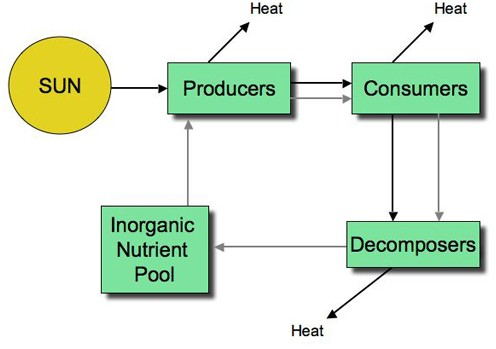 Heat
Heat
SUN
Producers
Consumers
Inorganic
Nutrient
Pool
Decomposers
Heat